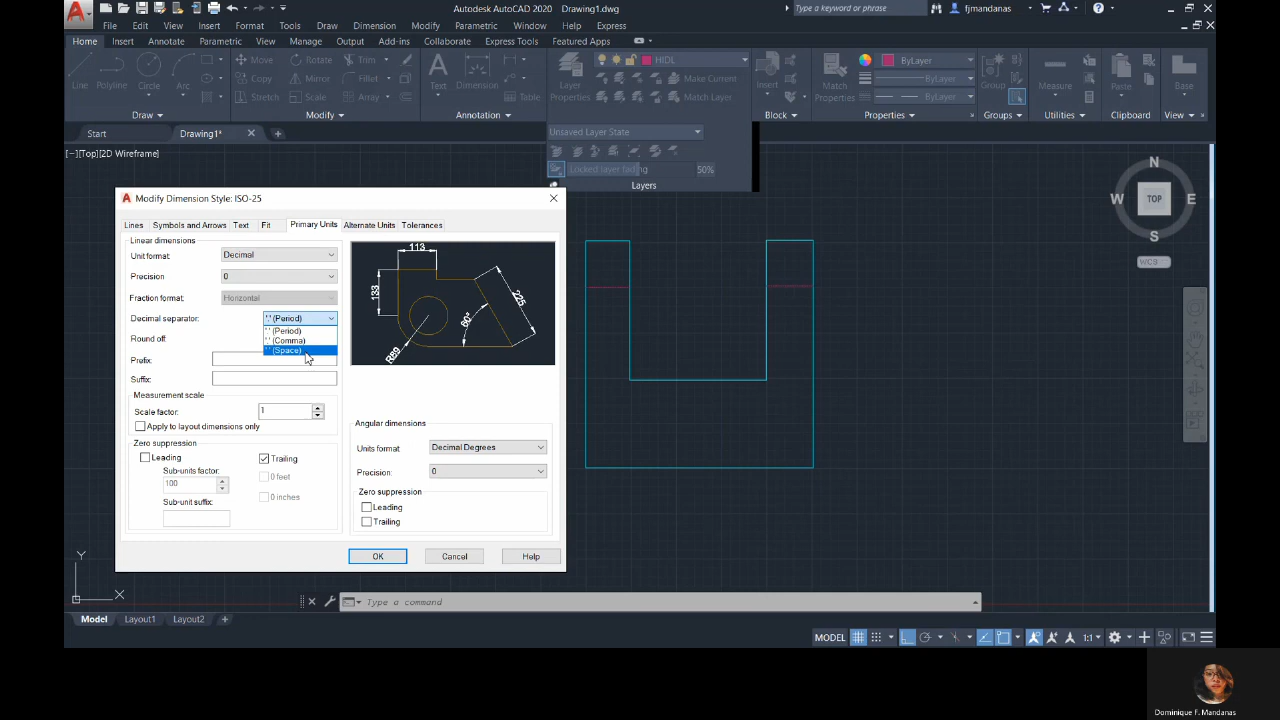 Autodesk AutoCAD 2020 Drawing1.dwg
Type a keyword or phrase
fjmandanas
File Edit View Insert Format Tools Draw Dimension Modify Parametric Window Help Express
Home Insert Annotate Parametric View Manage Output Add-ins Collaborate Express Tools Featured Apps
Line Polyline Circle Arc
Move Rotate Trim
Copy Mirror Fillet
Stretch Scale Array
Text Dimension
Table
Layer Properties
HIDL
Make Current
Match Layer
Insert
Match Properties
ByLayer
ByLayer
ByLayer
Group
Measure
Paste
Base
Draw Modify Annotation Block Properties Groups Utilities Clipboard View
Start Drawing1*
Unsaved Layer State
Locked layer fading 50%
Layers
[−][Top][2D Wireframe]
N
W TOP E
S
WCS
Modify Dimension Style: ISO-25
Lines Symbols and Arrows Text Fit Primary Units Alternate Units Tolerances
Linear dimensions
Unit format: Decimal
Precision 0
Fraction format: Horizontal
Decimal separator: '.' (Period)
'.' (Period)
',' (Comma)
' ' (Space)
Round off:
Prefix:
Suffix:
Measurement scale
Scale factor: 1
Apply to layout dimensions only
Zero suppression
Leading
Trailing
Sub-units factor:
100
0 feet
Sub-unit suffix:
0 inches
113
133
225
60°
R89
Angular dimensions
Units format: Decimal Degrees
Precision: 0
Zero suppression
Leading
Trailing
OK Cancel Help
Y
X
Type a command
Model Layout1 Layout2
MODEL
1:1
Dominique F. Mandanas